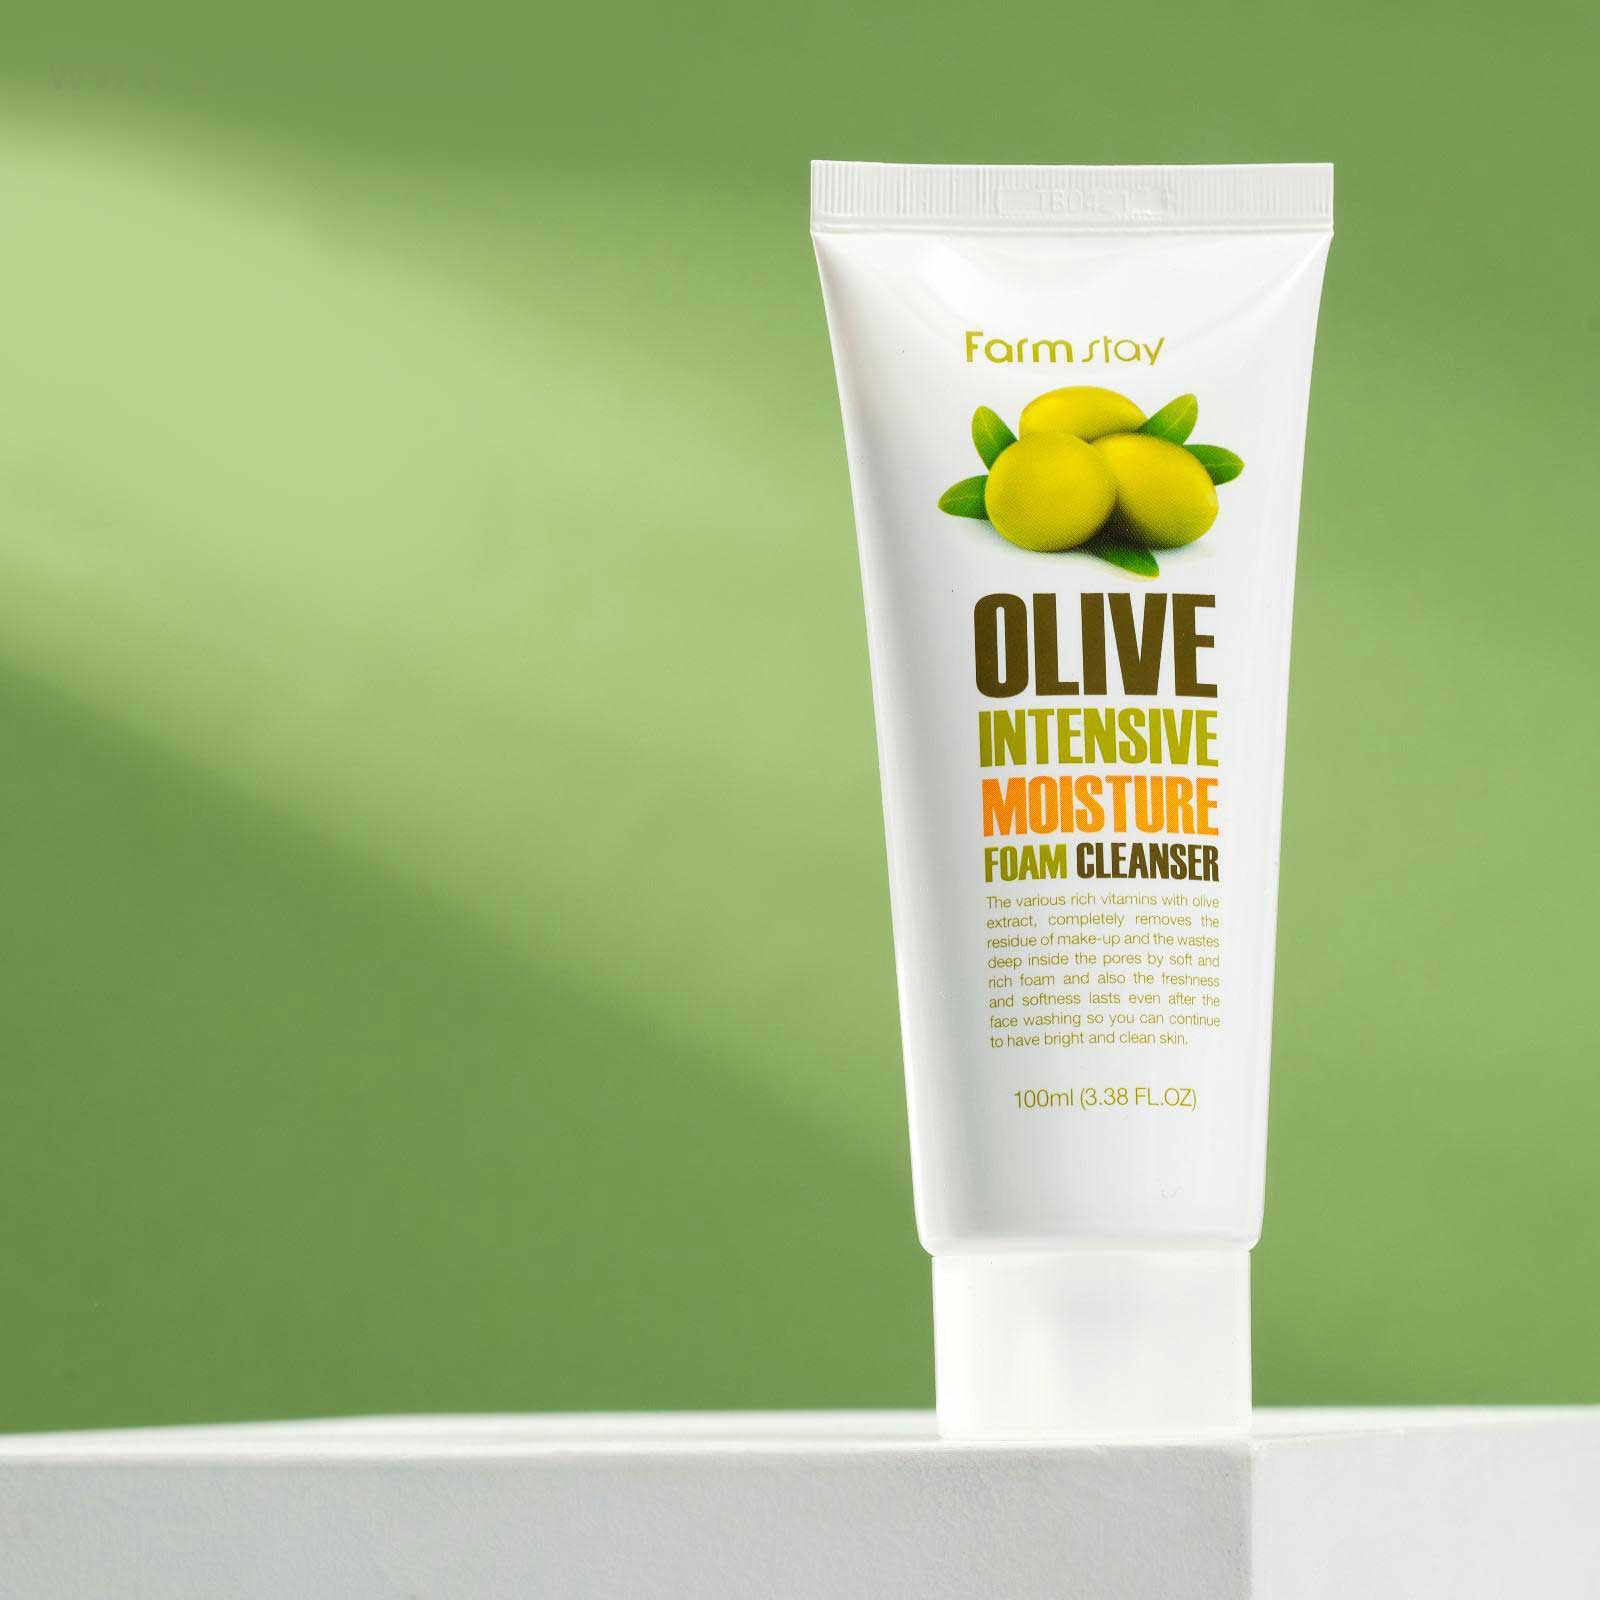 Farm stay
OLIVE
INTENSIVE
MOISTURE
FOAM CLEANSER
The various rich vitamins with olive
extract, completely removes the
residue of make-up and the wastes
deep inside the pores by soft and
rich foam and also the freshness
and softness lasts even after the
face washing so you can continue
to have bright and clean skin.
100ml (3.38 FL.OZ)